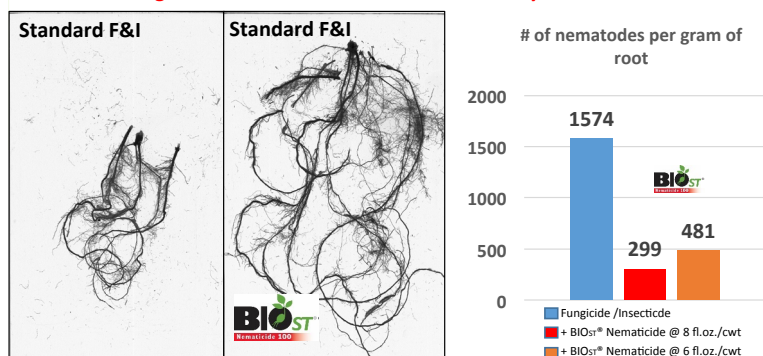 Standard F&I
Standard F&I
BIOST
Nematicide 100
# of nematodes per gram of
root
2000
1500
1000
500
0
1574
299
481
BIOST
Nematicide 100
Fungicide /Insecticde
+ BIOST® Nematicide @ 8 fl.oz./cwt
+ BIOST® Nematicide @ 6 fl.oz./cwt